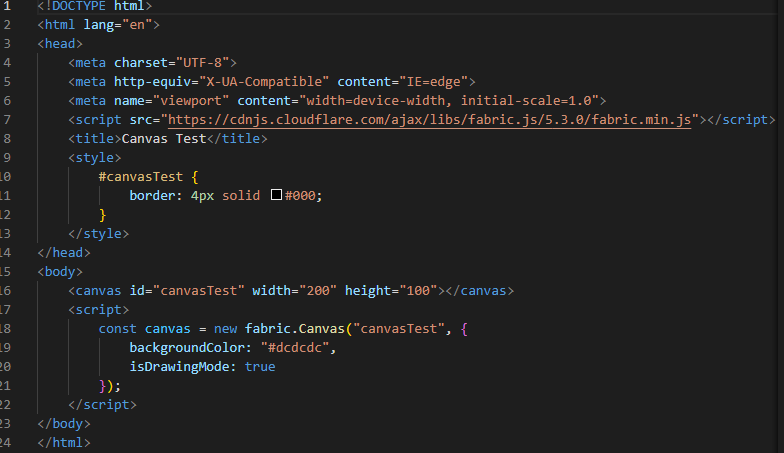 1 <!DOCTYPE html>
2 <html lang="en">
3 <head>
4     <meta charset="UTF-8">
5     <meta http-equiv="X-UA-Compatible" content="IE=edge">
6     <meta name="viewport" content="width=device-width, initial-scale=1.0">
7     <script src="https://cdnjs.cloudflare.com/ajax/libs/fabric.js/5.3.0/fabric.min.js"></script>
8     <title>Canvas Test</title>
9     <style>
10         #canvasTest {
11             border: 4px solid #000;
12         }
13     </style>
14 </head>
15 <body>
16     <canvas id="canvasTest" width="200" height="100"></canvas>
17     <script>
18         const canvas = new fabric.Canvas("canvasTest", {
19             backgroundColor: "#dcdcdc",
20             isDrawingMode: true
21         });
22     </script>
23 </body>
24 </html>